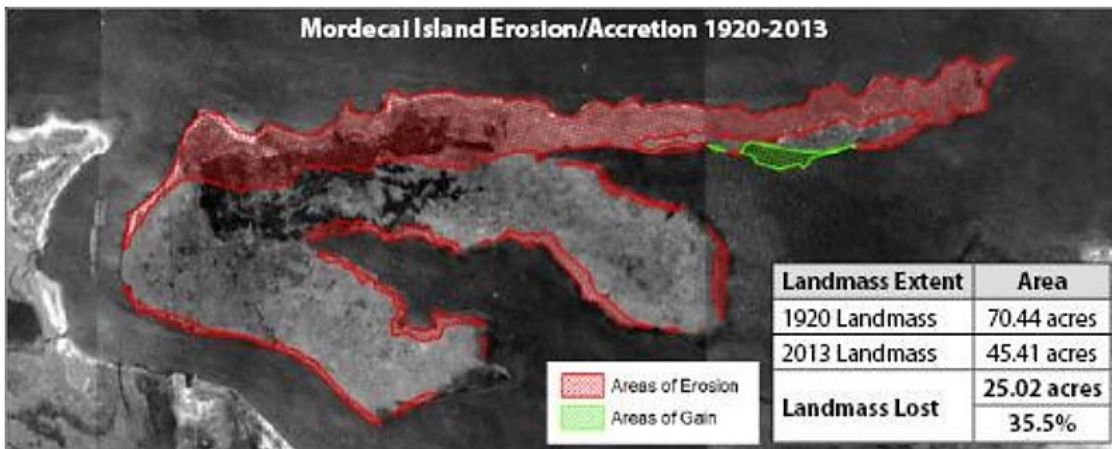 Mordecai Island Erosion/Accretion 1920-2013
Landmass Extent Area
1920 Landmass 70.44 acres
2013 Landmass 45.41 acres
Landmass Lost 25.02 acres
35.5%
Areas of Erosion
Areas of Gain